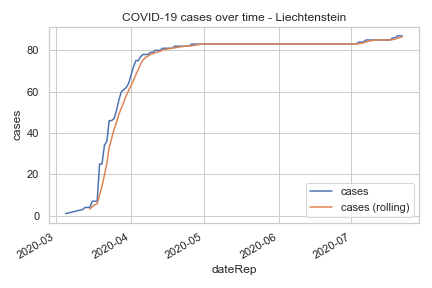 COVID-19 cases over time - Liechtenstein
80
60
40
20
0
cases
cases
cases (rolling)
2020-03
2020-04
2020-05
2020-06
2020-07
dateRep